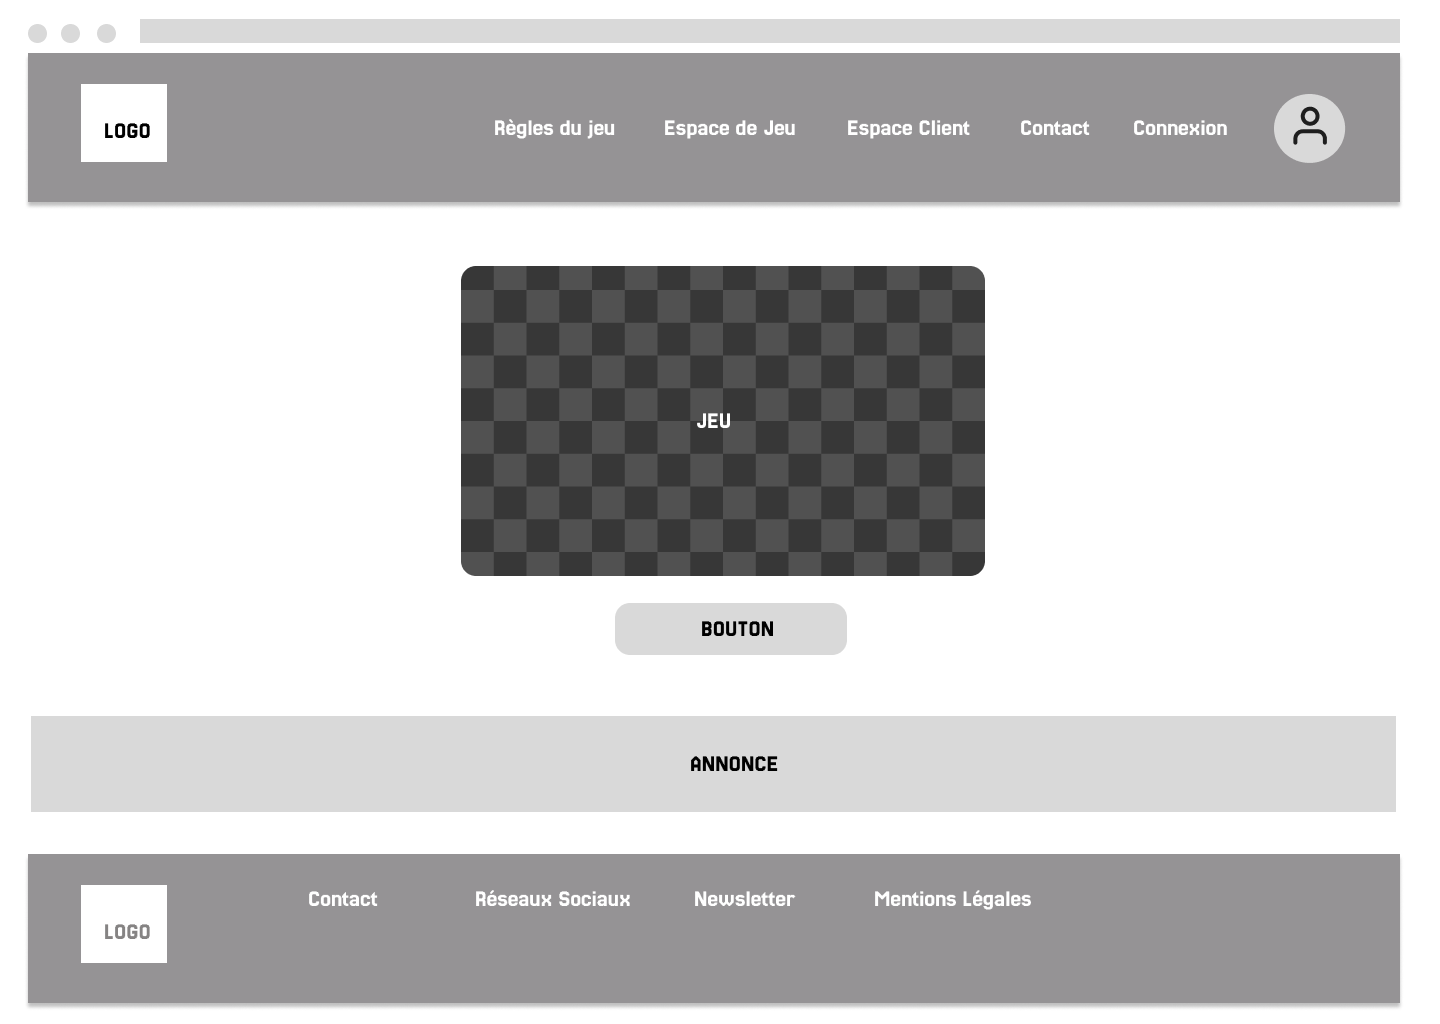 LOGO
Règles du jeu
Espace de Jeu
Espace Client
Contact
Connexion
JEU
BOUTON
ANNONCE
LOGO
Contact
Réseaux Sociaux
Newsletter
Mentions Légales